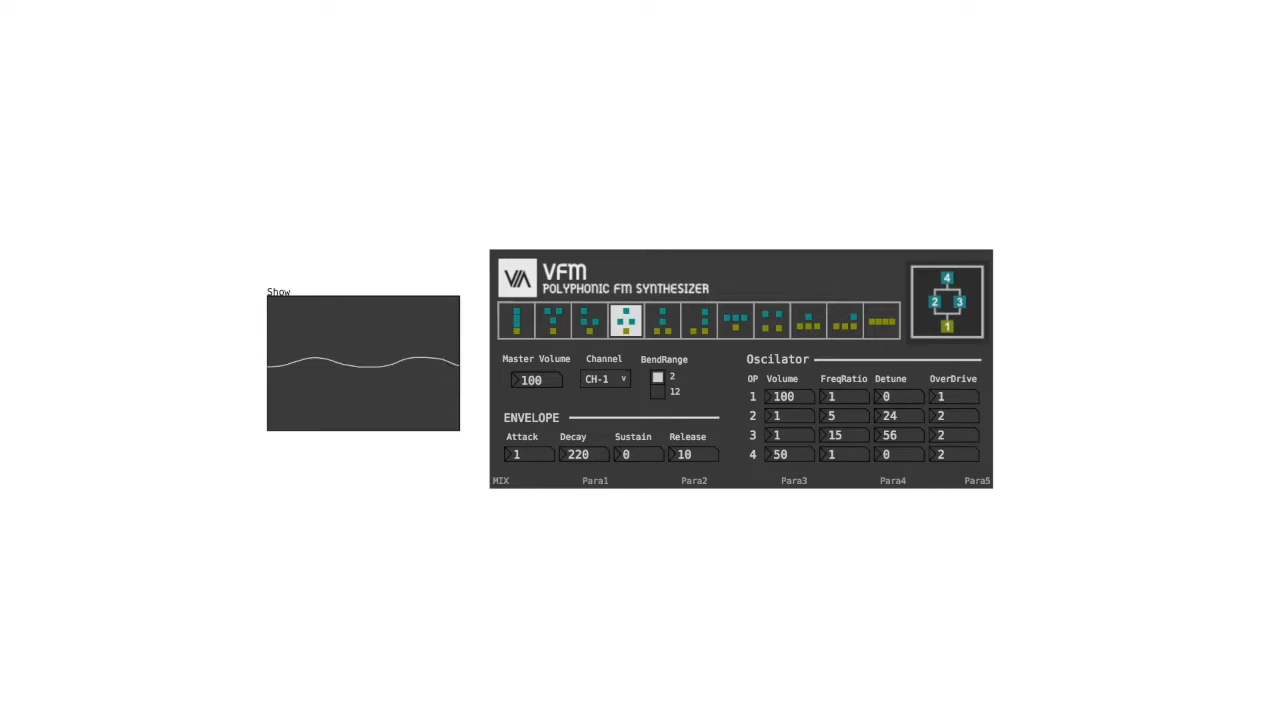 Show
VA
VFM
POLYPHONIC FM SYNTHESIZER
4
2 3
1
Master Volume Channel BendRange
100 CH-1 v 2
12
ENVELOPE
Attack Decay Sustain Release
1 220 0 10
Oscilator
OP Volume FreqRatio Detune OverDrive
1 100 1 0 1
2 1 5 24 2
3 1 15 56 2
4 50 1 0 2
MIX Para1 Para2 Para3 Para4 Para5